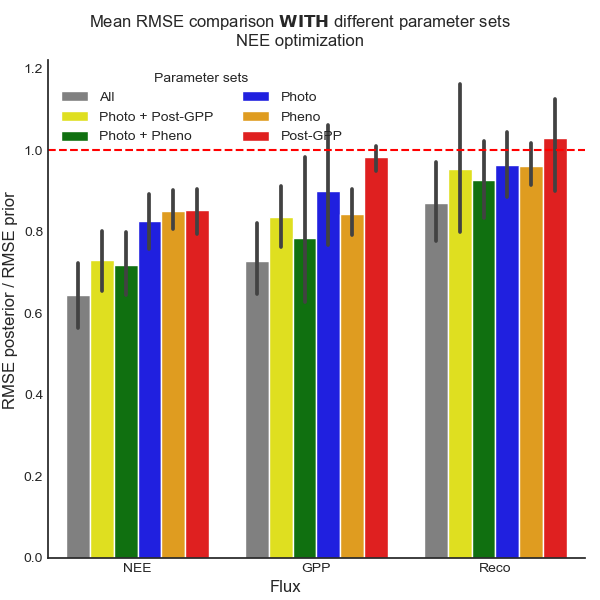 Mean RMSE comparison WITH different parameter sets
NEE optimization
Parameter sets
All
Photo + Post-GPP
Photo + Pheno
Photo
Pheno
Post-GPP
1.2
1.0
0.8
0.6
0.4
0.2
0.0
RMSE posterior / RMSE prior
NEE
GPP
Reco
Flux